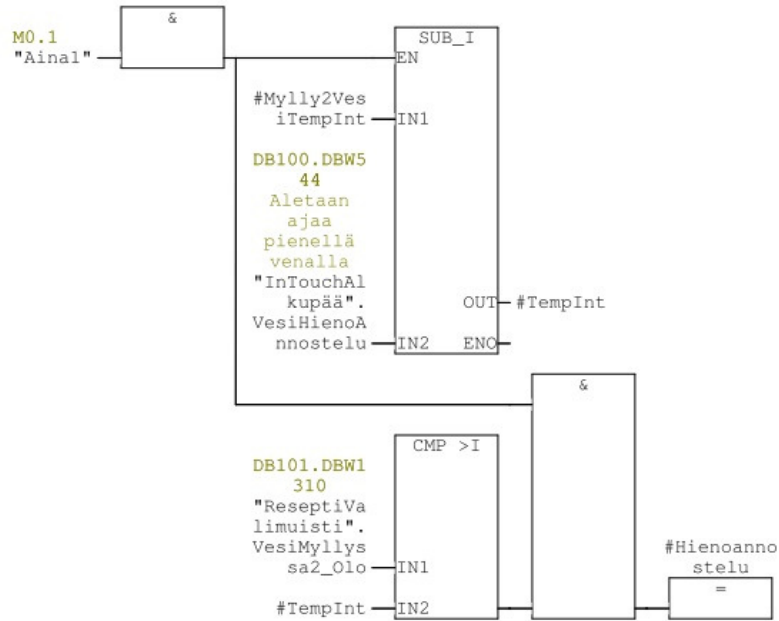 &
SUB_I
M0.1
"Aina1"
EN
#Mylly2Ves
iTempInt
IN1
DB100.DBW5
44
Aletaan
ajaa
pienellä
venalla
"InTouchAl
kupää".
VesiHienoA
nnostelu
IN2
OUT
#TempInt
ENO
&
CMP >I
DB101.DBW1
310
"ReseptiVa
limuisti".
VesiMyllys
sa2_Olo
IN1
#TempInt
IN2
#Hienoanno
stelu
=